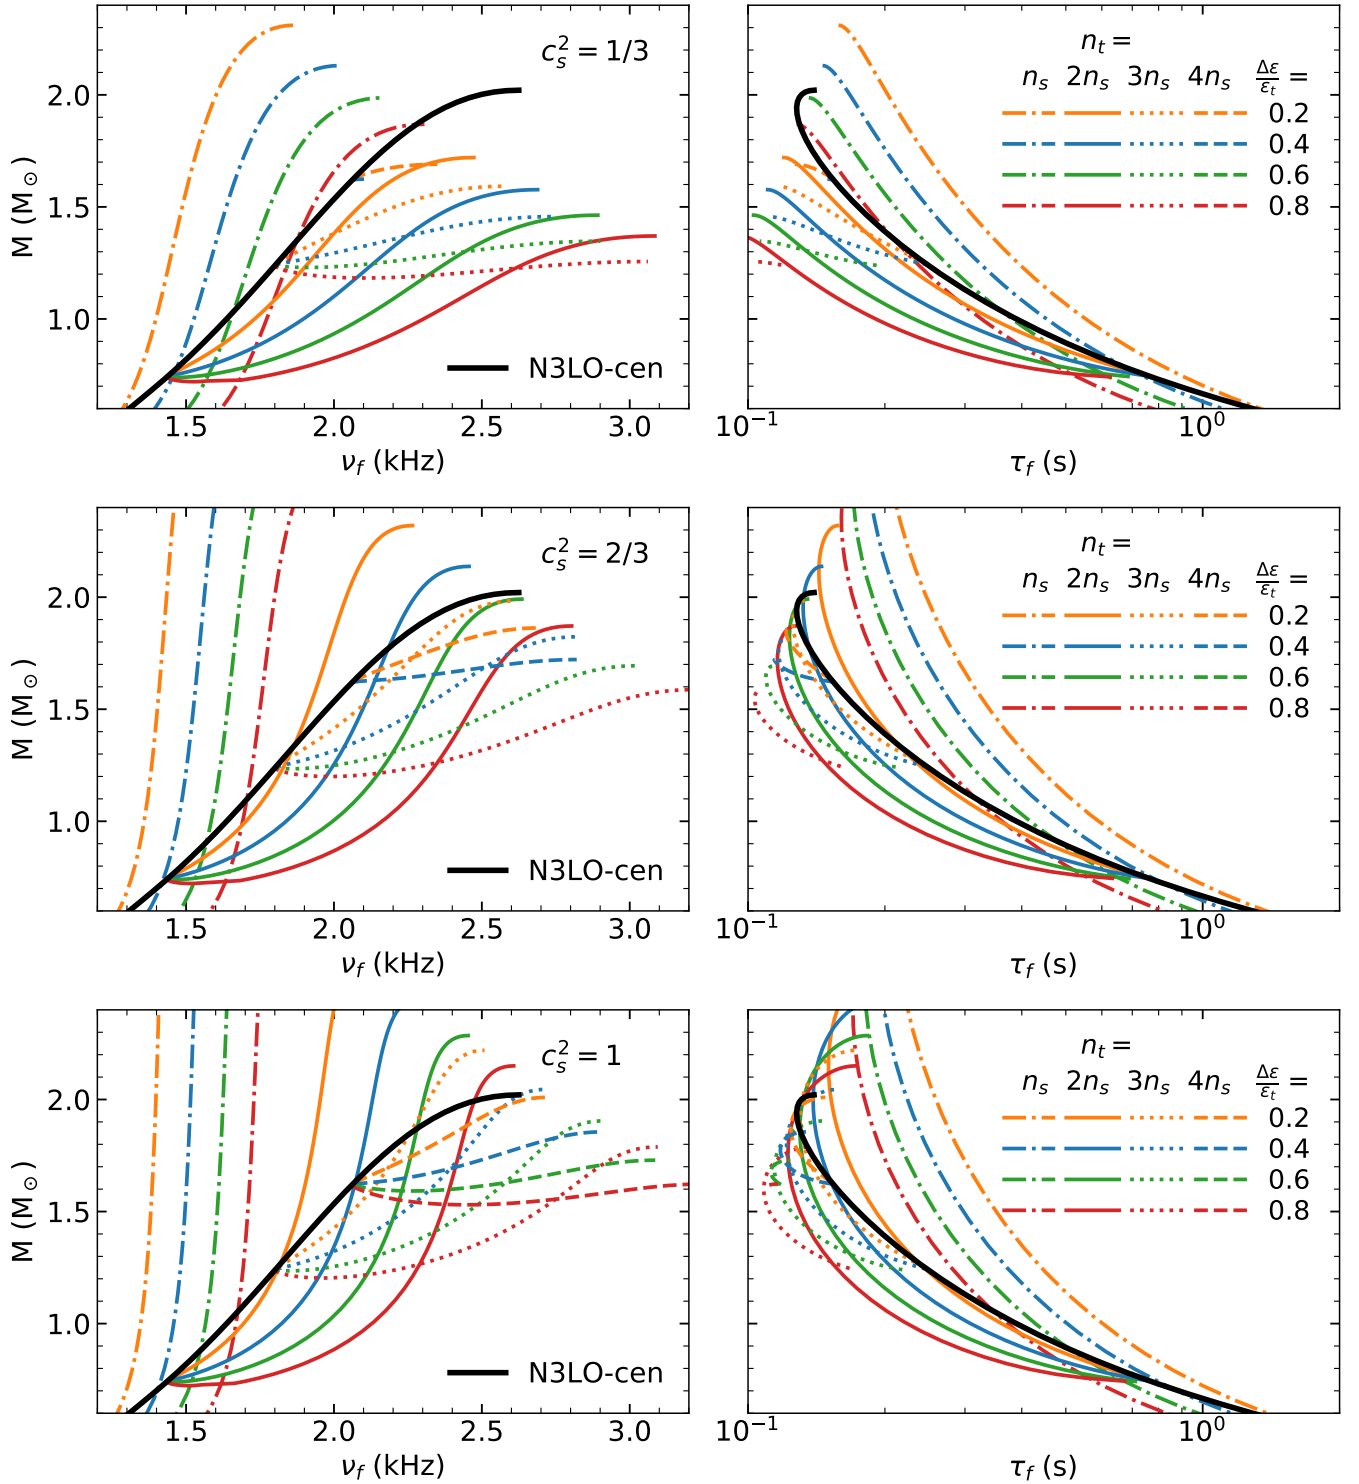 c_s^2 = 1/3
N3LO-cen
M (M⊙)
1.0
1.5
2.0
1.5 2.0 2.5 3.0
ν_f (kHz)
n_t =
n_s 2n_s 3n_s 4n_s Δε/ε_t =
0.2
0.4
0.6
0.8
10^-1 10^0
τ_f (s)
c_s^2 = 2/3
N3LO-cen
M (M⊙)
1.0
1.5
2.0
1.5 2.0 2.5 3.0
ν_f (kHz)
n_t =
n_s 2n_s 3n_s 4n_s Δε/ε_t =
0.2
0.4
0.6
0.8
10^-1 10^0
τ_f (s)
c_s^2 = 1
N3LO-cen
M (M⊙)
1.0
1.5
2.0
1.5 2.0 2.5 3.0
ν_f (kHz)
n_t =
n_s 2n_s 3n_s 4n_s Δε/ε_t =
0.2
0.4
0.6
0.8
10^-1 10^0
τ_f (s)